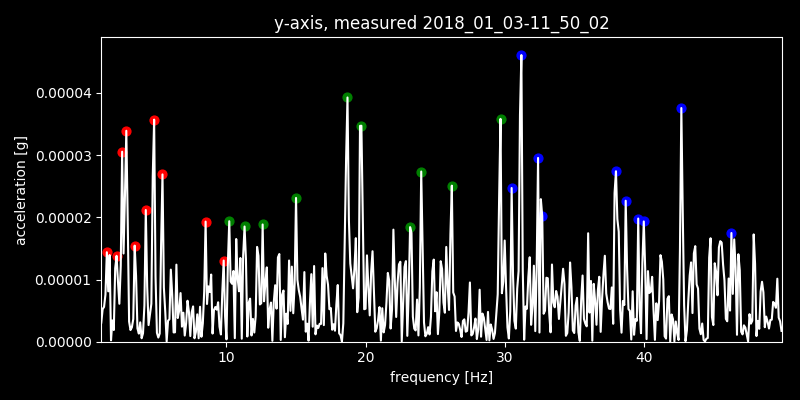 y-axis, measured 2018_01_03-11_50_02
acceleration [g]
0.00004
0.00003
0.00002
0.00001
0.00000
10 20 30 40
frequency [Hz]